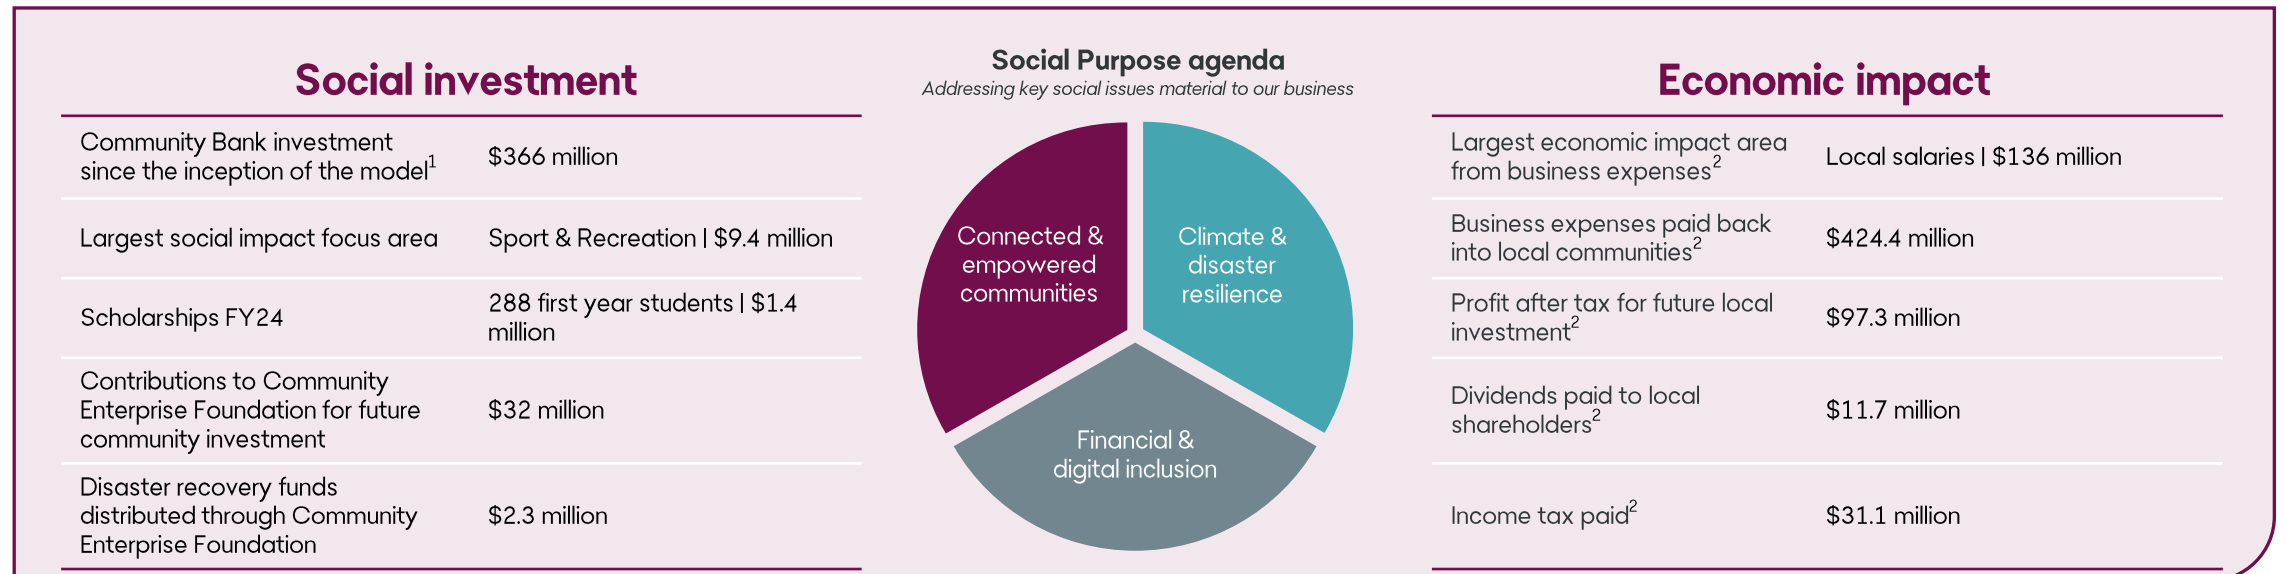 Social investment
Community Bank investment
since the inception of the model1
$366 million
Largest social impact focus area
Sport & Recreation | $9.4 million
Scholarships FY24
288 first year students | $1.4
million
Contributions to Community
Enterprise Foundation for future
community investment
$32 million
Disaster recovery funds
distributed through Community
Enterprise Foundation
$2.3 million
Social Purpose agenda
Addressing key social issues material to our business
Connected &
empowered
communities
Climate &
disaster
resilience
Financial &
digital inclusion
Economic impact
Largest economic impact area
from business expenses2
Local salaries | $136 million
Business expenses paid back
into local communities2
$424.4 million
Profit after tax for future local
investment2
$97.3 million
Dividends paid to local
shareholders2
$11.7 million
Income tax paid2
$31.1 million